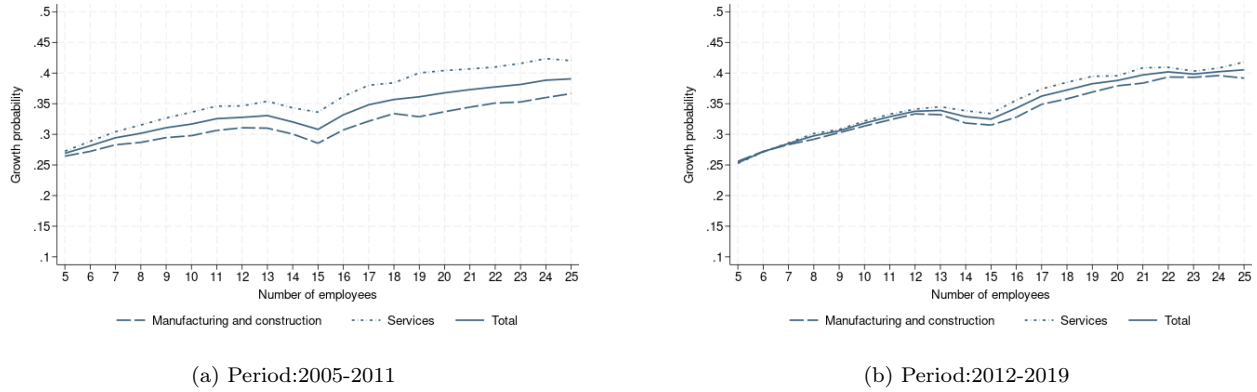 .5
.45
.4
.35
.3
.25
.2
.15
.1
Growth probability
5 6 7 8 9 10 11 12 13 14 15 16 17 18 19 20 21 22 23 24 25
Number of employees
Manufacturing and construction Services Total
(a) Period:2005-2011
.5
.45
.4
.35
.3
.25
.2
.15
.1
Growth probability
5 6 7 8 9 10 11 12 13 14 15 16 17 18 19 20 21 22 23 24 25
Number of employees
Manufacturing and construction Services Total
(b) Period:2012-2019